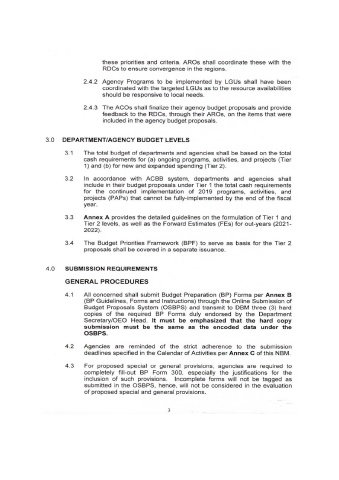 these priorities and criteria, AROs shall coordinate these with the
RDCs to ensure convergence in the regions.
2.4.2 Agency Programs to be implemented by LGUs shall have been
coordinated with the targeted LGUs as to the resource availabilities
should be responsive to local needs.
2.4.3 The ACOs shall finalize their agency budget proposals and provide
feedback to the RDCs, through their AROs, on the items that were
included in the agency budget proposals.
3.0 DEPARTMENT/AGENCY BUDGET LEVELS
3.1 The total budget of departments and agencies shall be based on the total
cash requirements for (a) ongoing programs, activities, and projects (Tier
1) and (b) for new and expanded spending (Tier 2).
3.2 In accordance with ACBB system, departments and agencies shall
include in their budget proposals under Tier 1 the total cash requirements
for the continued implementation of 2019 programs, activities, and
projects (PAPs) that cannot be fully-implemented by the end of the fiscal
year.
3.3 Annex A provides the detailed guidelines on the formulation of Tier 1 and
Tier 2 levels, as well as the Forward Estimates (FEs) for out-years (2021-
2022).
3.4 The Budget Priorities Framework (BPF) to serve as basis for the Tier 2
proposals shall be covered in a separate issuance.
4.0 SUBMISSION REQUIREMENTS
GENERAL PROCEDURES
4.1 All concerned shall submit Budget Preparation (BP) Forms per Annex B
(BP Guidelines, Forms and Instructions) through the Online Submission of
Budget Proposals System (OSBPS) and transmit to DBM three (3) hard
copies of the required BP Forms duly endorsed by the Department
Secretary/OEO Head. It must be emphasized that the hard copy
submission must be the same as the encoded data under the
OSBPS.
4.2 Agencies are reminded of the strict adherence to the submission
deadlines specified in the Calendar of Activities per Annex C of this NBM.
4.3 For proposed special or general provisions, agencies are required to
completely fill-out BP Form 300, especially the justifications for the
inclusion of such provisions. Incomplete forms will not be tagged as
submitted in the OSBPS, hence, will not be considered in the evaluation
of proposed special and general provisions.
3